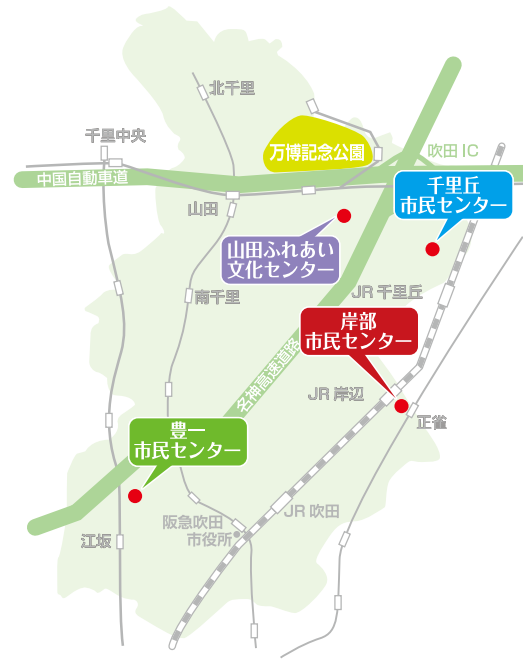 北千里
千里中央
万博記念公園
吹田IC
中国自動車道
千里丘
市民センター
山田
山田ふれあい
文化センター
南千里
JR 千里丘
岸部
市民センター
名神高速道路
JR 岸辺
正雀
豊一
市民センター
JR 吹田
阪急吹田
市役所
江坂